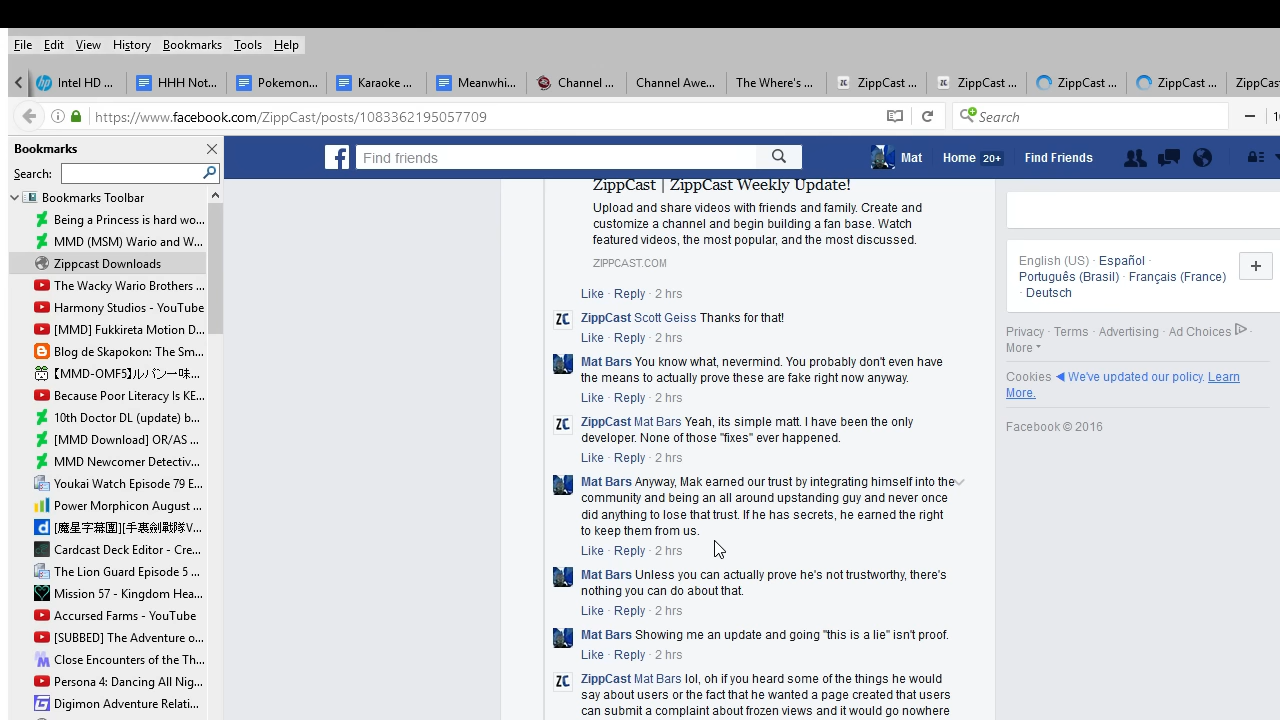 File Edit View History Bookmarks Tools Help
Intel HD ... HHH Not... Pokemon... Karaoke ... Meanwhi... Channel ... Channel Awe... The Where's ... ZippCast ... ZippCast ... ZippCast ... ZippCast ... ZippCas
https://www.facebook.com/ZippCast/posts/1083362195057709 Search
Bookmarks
Search:
Bookmarks Toolbar
Being a Princess is hard wo...
MMD (MSM) Wario and W...
Zippcast Downloads
The Wacky Wario Brothers ...
Harmony Studios - YouTube
[MMD] Fukkireta Motion D...
Blog de Skapokon: The Sm...
【MMD-OMF5】ルパン一味...
Because Poor Literacy Is KE...
10th Doctor DL (update) b...
[MMD Download] OR/AS ...
MMD Newcomer Detectiv...
Youkai Watch Episode 79 E...
Power Morphicon August ...
Cardcast Deck Editor - Cre...
The Lion Guard Episode 5 ...
Mission 57 - Kingdom Hea...
Accursed Farms - YouTube
[SUBBED] The Adventure o...
Close Encounters of the Th...
Persona 4: Dancing All Nig...
Digimon Adventure Relati...
Find friends Mat Home 20+ Find Friends
ZippCast | ZippCast Weekly Update!
Upload and share videos with friends and family. Create and
customize a channel and begin building a fan base. Watch
featured videos, the most popular, and the most discussed.
ZIPPCAST.COM
Like · Reply · 2 hrs
ZC ZippCast Scott Geiss Thanks for that!
Like · Reply · 2 hrs
Mat Bars You know what, nevermind. You probably don't even have
the means to actually prove these are fake right now anyway.
Like · Reply · 2 hrs
ZC ZippCast Mat Bars Yeah, its simple matt. I have been the only
developer. None of those "fixes" ever happened.
Like · Reply · 2 hrs
Mat Bars Anyway, Mak earned our trust by integrating himself into the
community and being an all around upstanding guy and never once
did anything to lose that trust. If he has secrets, he earned the right
to keep them from us.
Like · Reply · 2 hrs
Mat Bars Unless you can actually prove he's not trustworthy, there's
nothing you can do about that.
Like · Reply · 2 hrs
Mat Bars Showing me an update and going "this is a lie" isn't proof.
Like · Reply · 2 hrs
ZC ZippCast Mat Bars lol, oh if you heard some of the things he would
say about users or the fact that he wanted a page created that users
can submit a complaint about frozen views and it would go nowhere
English (US) · Español ·
Português (Brasil) · Français (France)
· Deutsch
Privacy · Terms · Advertising · Ad Choices
More
Cookies We've updated our policy. Learn
More.
Facebook © 2016